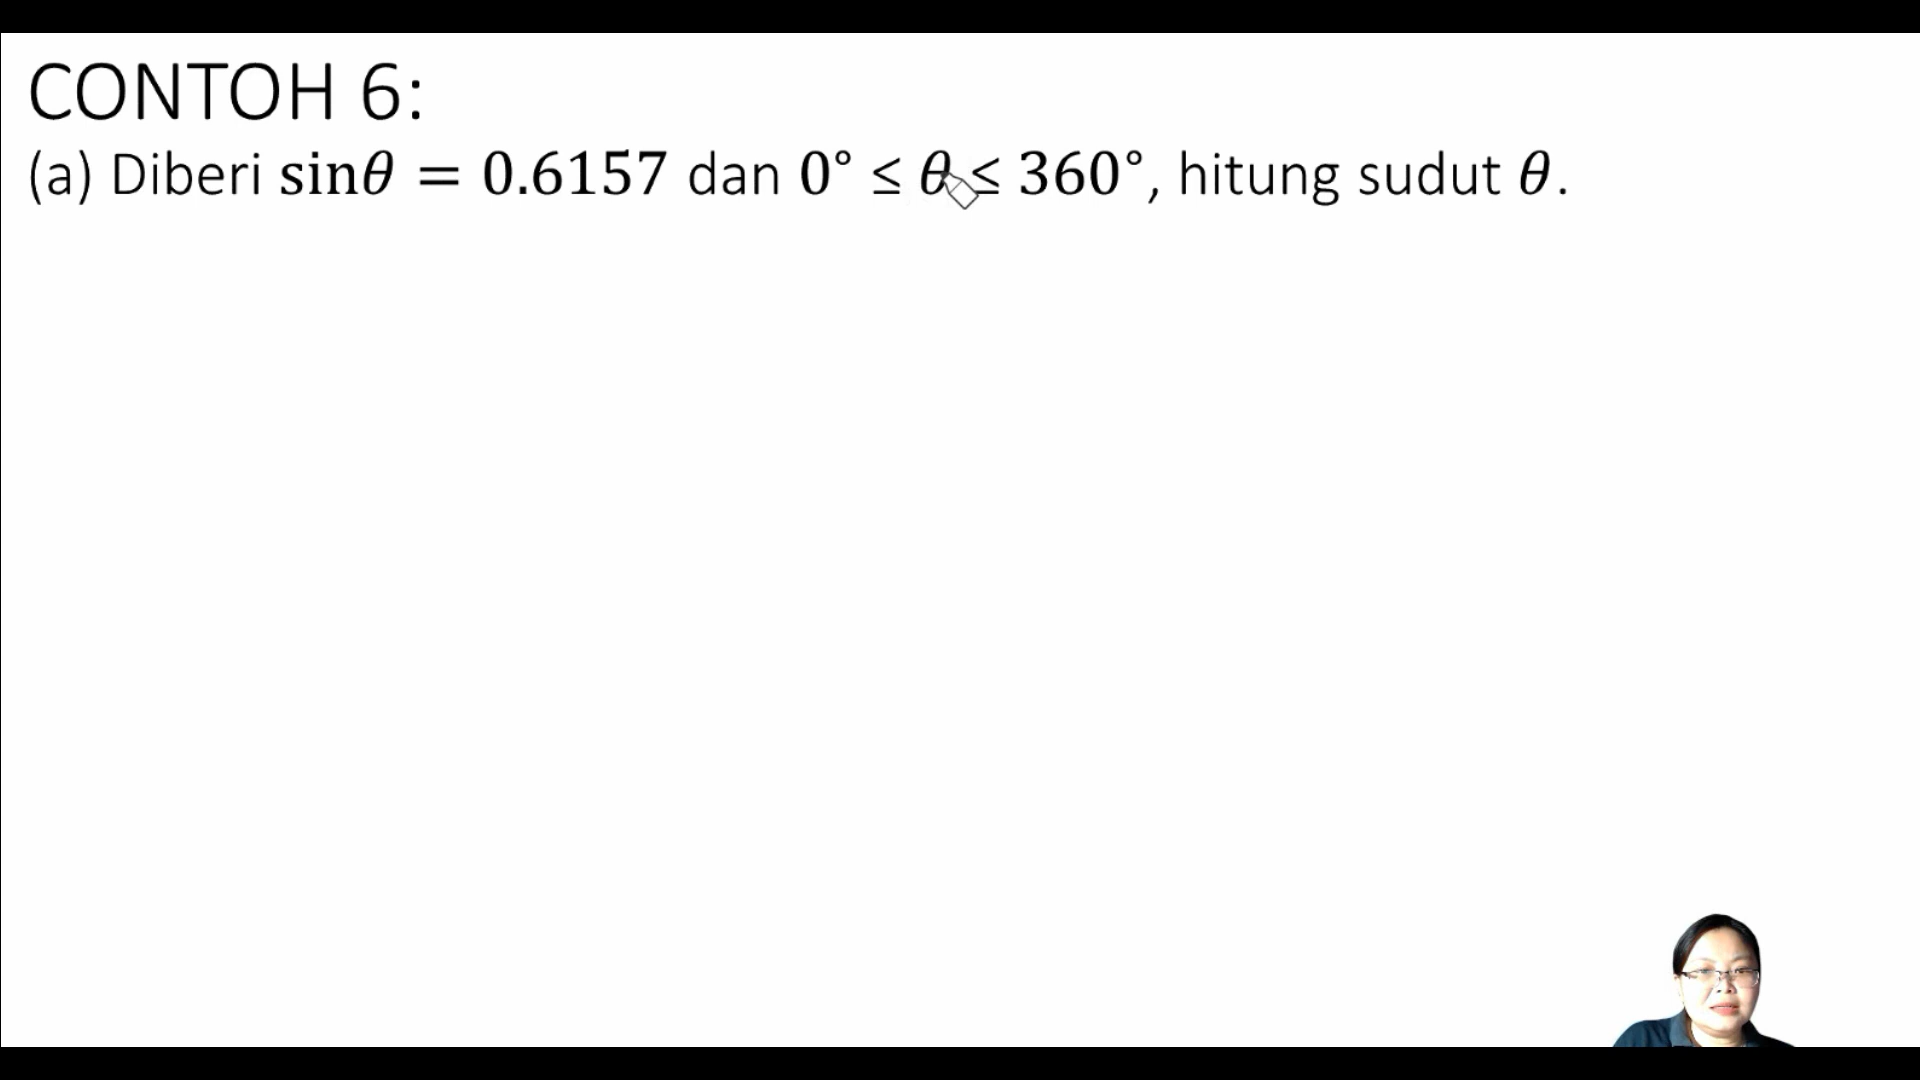 CONTOH 6:
(a) Diberi sinθ = 0.6157 dan 0° ≤ θ ≤ 360°, hitung sudut θ.